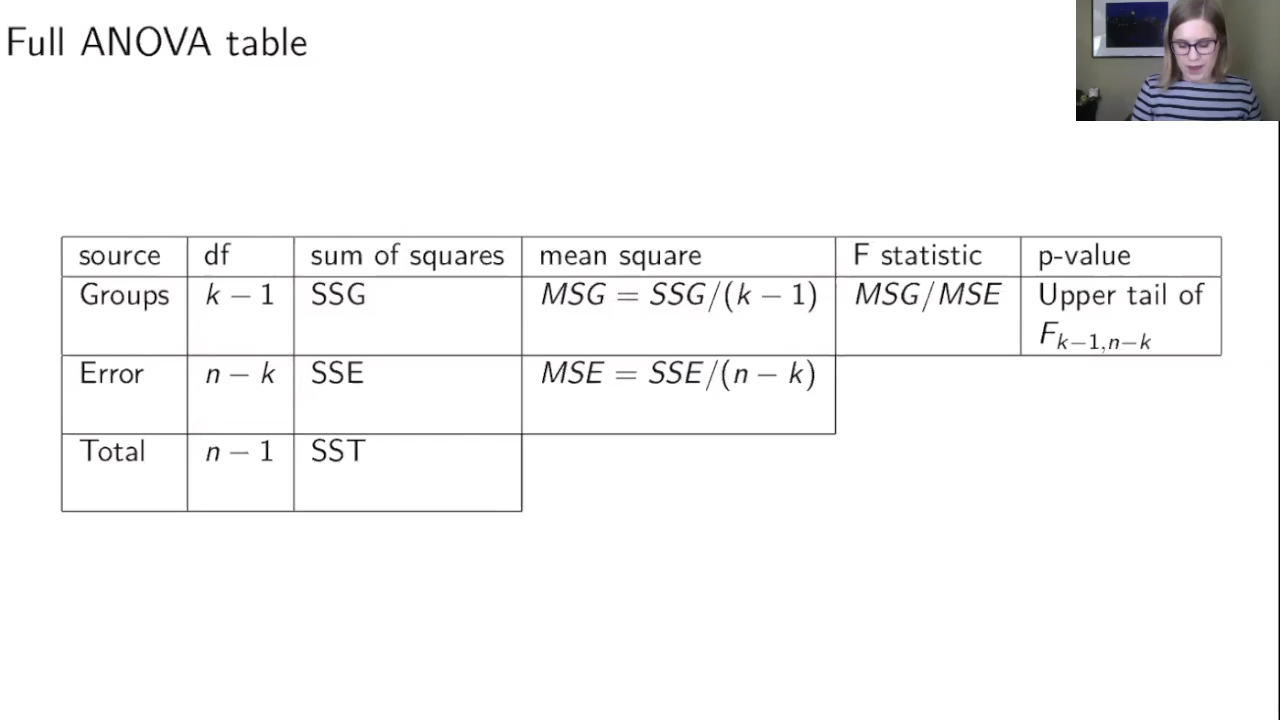 Full ANOVA table
source df sum of squares mean square F statistic p-value
Groups k − 1 SSG MSG = SSG/(k − 1) MSG/MSE Upper tail of
F_{k−1,n−k}
Error n − k SSE MSE = SSE/(n − k)
Total n − 1 SST